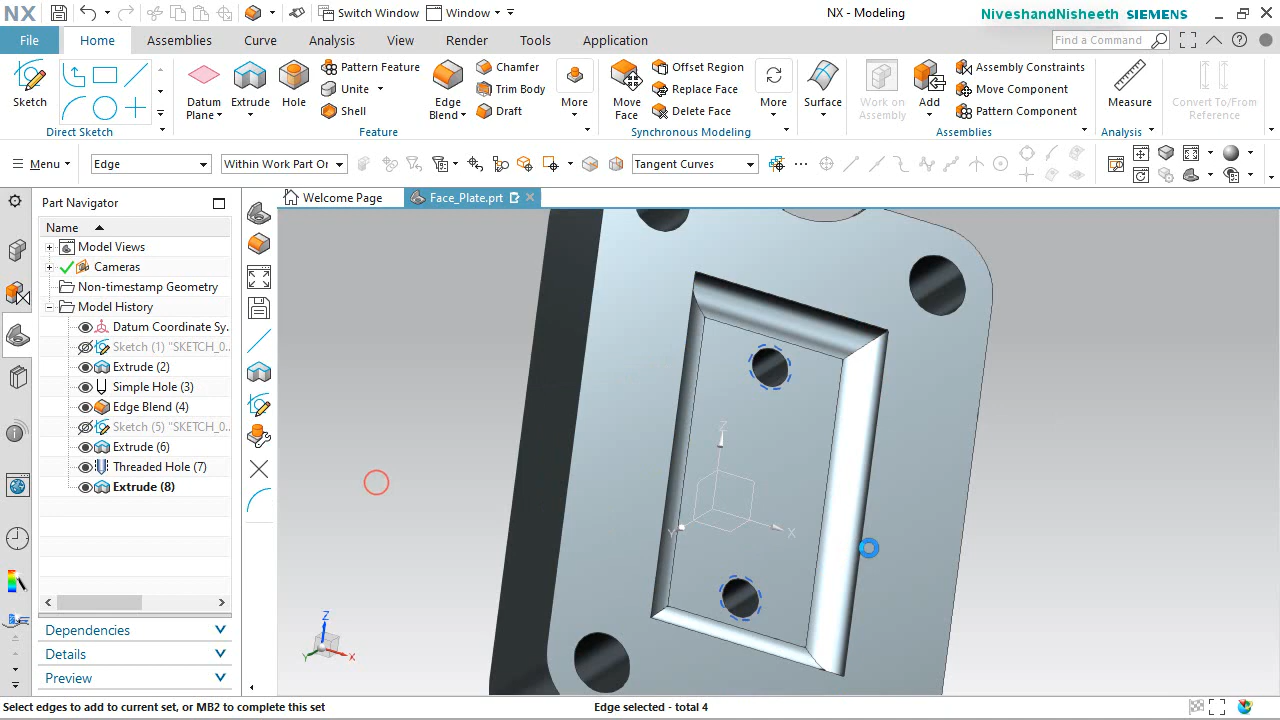 NX
Switch Window
Window
NX - Modeling
NiveshandNisheeth SIEMENS
File
Home
Assemblies
Curve
Analysis
View
Render
Tools
Application
Find a Command
Sketch
Direct Sketch
Datum Plane
Extrude
Hole
Pattern Feature
Unite
Shell
Edge Blend
Chamfer
Trim Body
Draft
More
Feature
Move Face
Offset Region
Replace Face
Delete Face
More
Synchronous Modeling
Surface
Work on Assembly
Add
Assembly Constraints
Move Component
Pattern Component
Assemblies
Measure
Analysis
Convert To/From Reference
Menu
Edge
Within Work Part On
Tangent Curves
Part Navigator
Welcome Page
Face_Plate.prt
Name
Model Views
Cameras
Non-timestamp Geometry
Model History
Datum Coordinate Sy.
Sketch (1) "SKETCH_0..
Extrude (2)
Simple Hole (3)
Edge Blend (4)
Sketch (5) "SKETCH_0..
Extrude (6)
Threaded Hole (7)
Extrude (8)
Z
X
Y
Z
Y
X
Dependencies
Details
Preview
Select edges to add to current set, or MB2 to complete this set
Edge selected - total 4